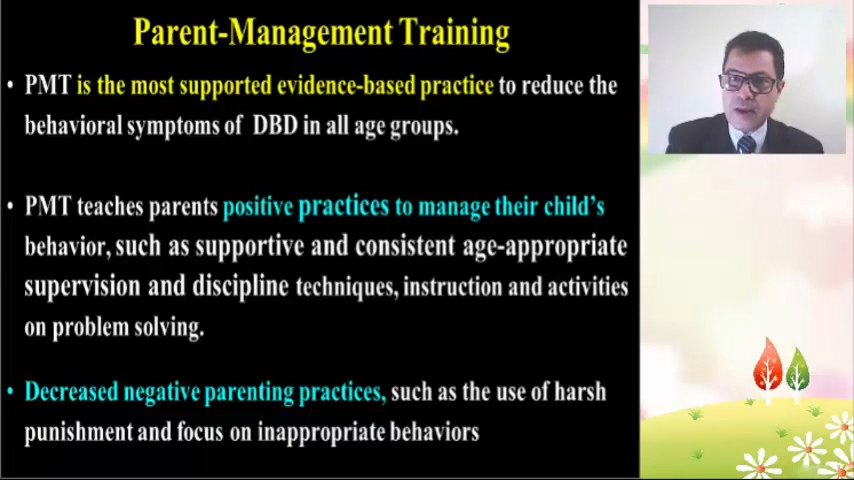 Parent-Management Training
• PMT is the most supported evidence-based practice to reduce the
behavioral symptoms of DBD in all age groups.
• PMT teaches parents positive practices to manage their child's
behavior, such as supportive and consistent age-appropriate
supervision and discipline techniques, instruction and activities
on problem solving.
• Decreased negative parenting practices, such as the use of harsh
punishment and focus on inappropriate behaviors